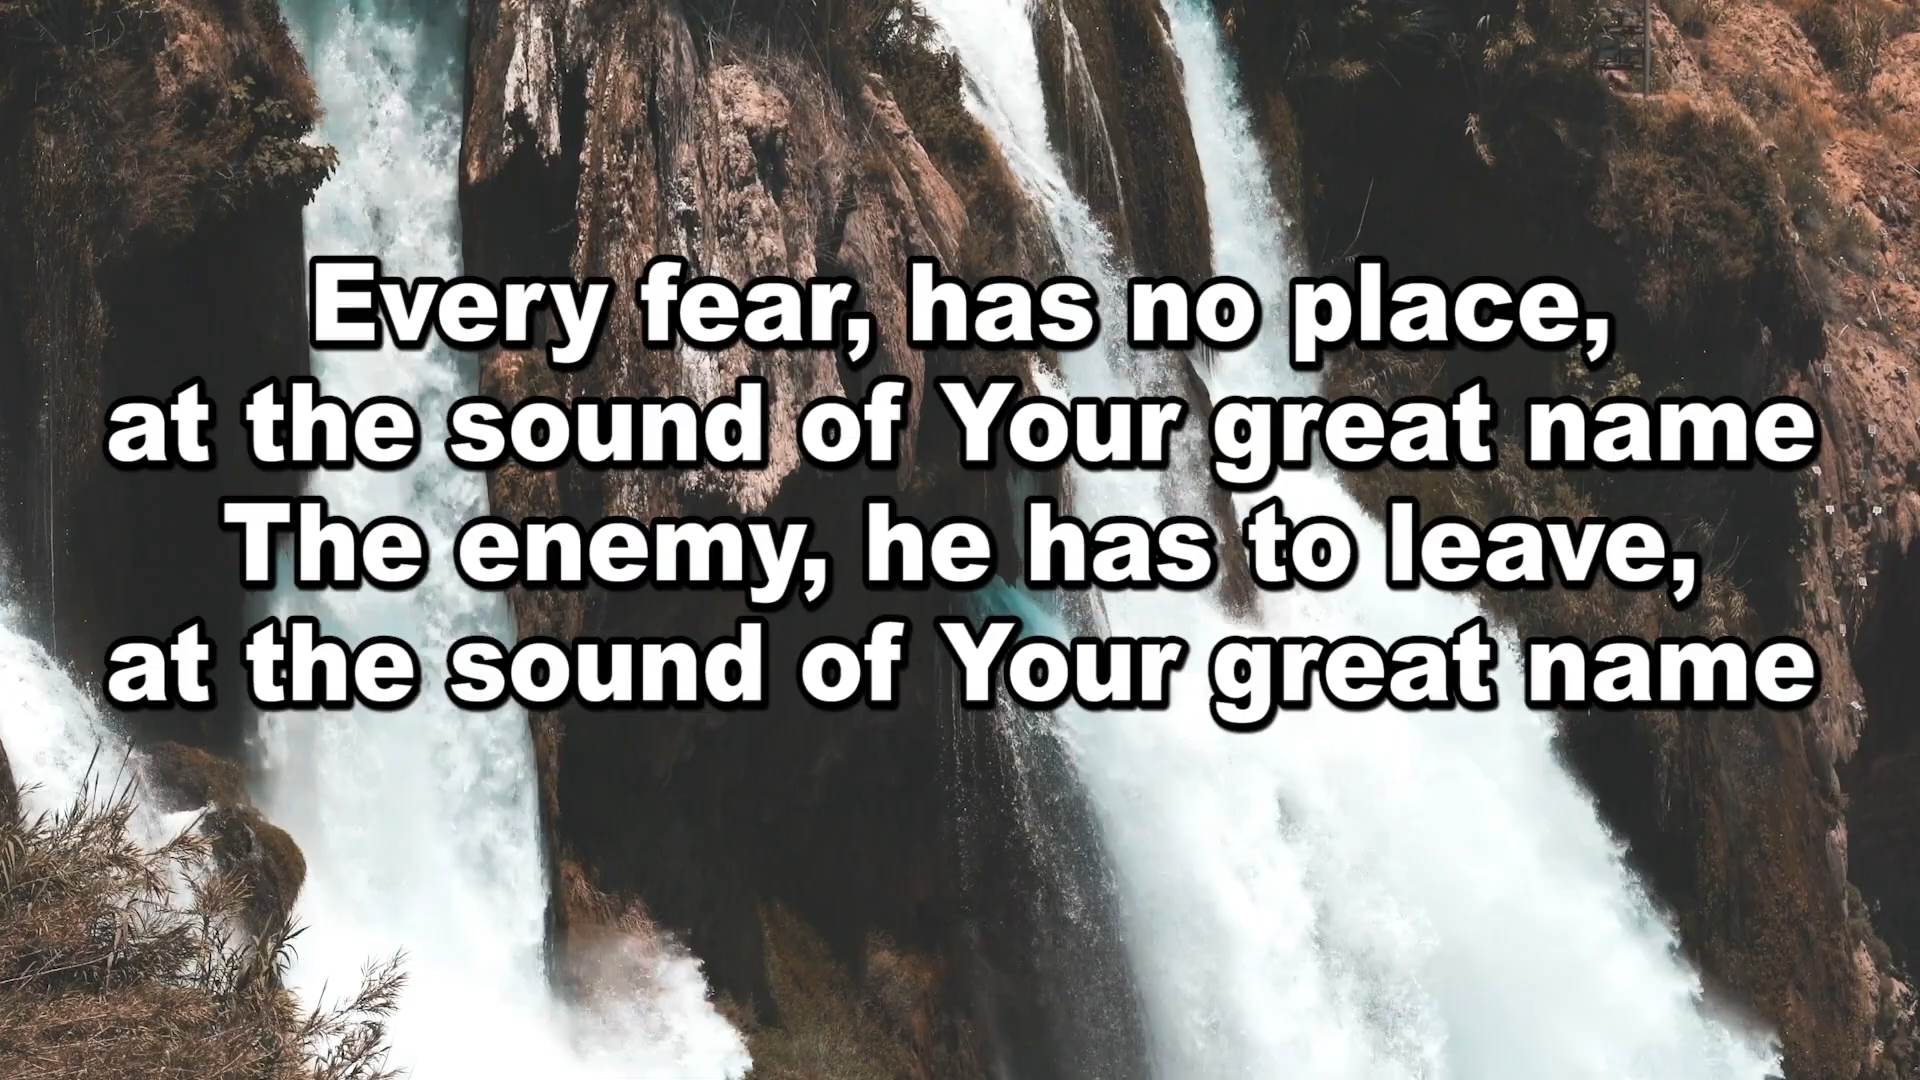 Every fear, has no place,
at the sound of Your great name
The enemy, he has to leave,
at the sound of Your great name